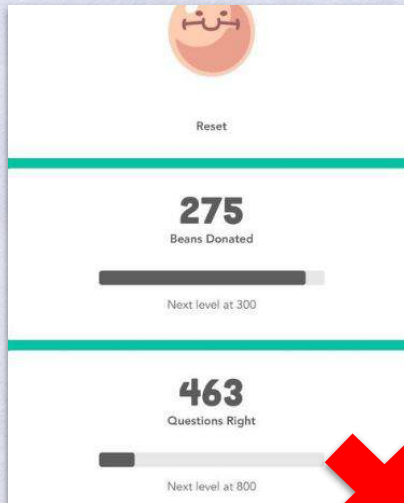 Reset
275
Beans Donated
Next level at 300
463
Questions Right
Next level at 800